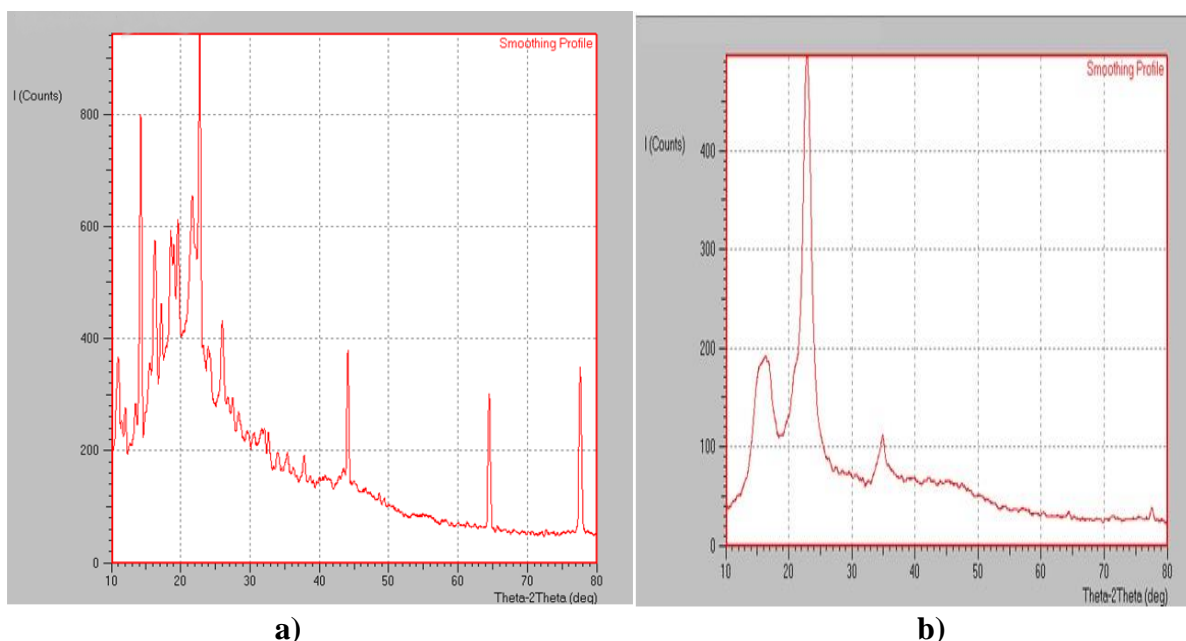 Smoothing Profile
I (Counts)
800
600
400
200
0
10 20 30 40 50 60 70 80
Theta-2Theta (deg)
a)
Smoothing Profile
I (Counts)
400
300
200
100
0
10 20 30 40 50 60 70 80
Theta-2Theta (deg)
b)